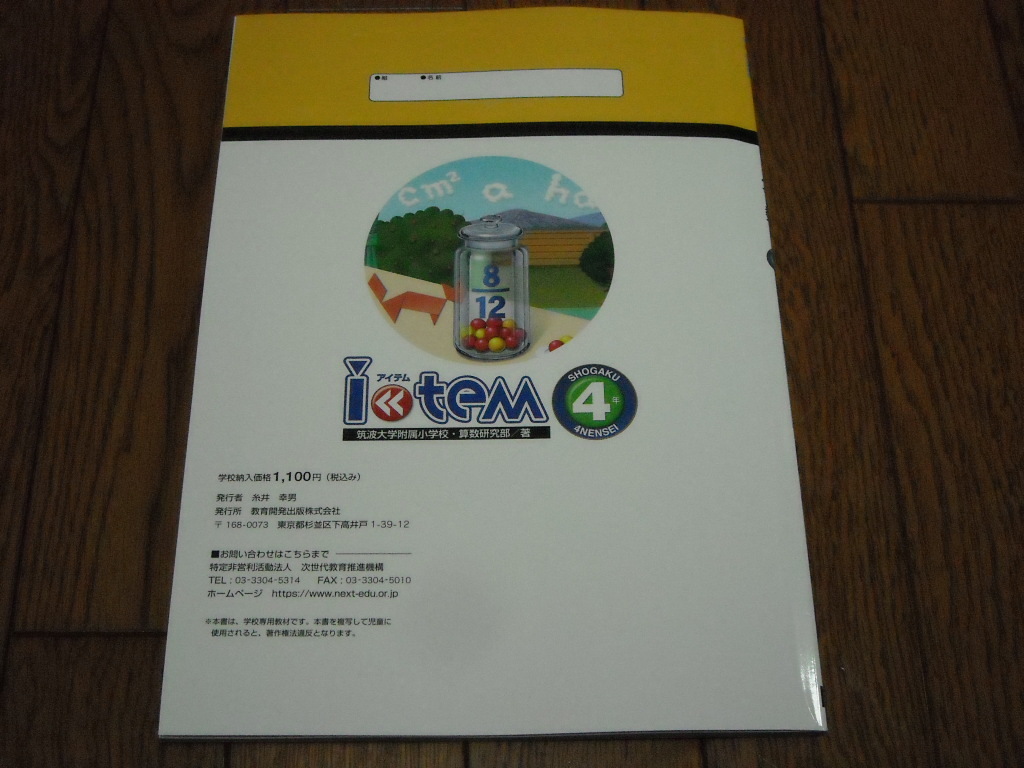 ●組 ●名前
cm² a ha
8
12
アイテム
i tem
SHOGAKU
4年
4NENSEI
筑波大学附属小学校・算数研究部／著
学校納入価格1,100円（税込み）
発行者 糸井 幸男
発行所 教育開発出版株式会社
〒168-0073 東京都杉並区下高井戸1-39-12
■お問い合わせはこちらまで
特定非営利活動法人 次世代教育推進機構
TEL：03-3304-5314 FAX：03-3304-5010
ホームページ https://www.next-edu.or.jp
※本書は、学校専用教材です。本書を複写して児童に
使用されると、著作権法違反となります。